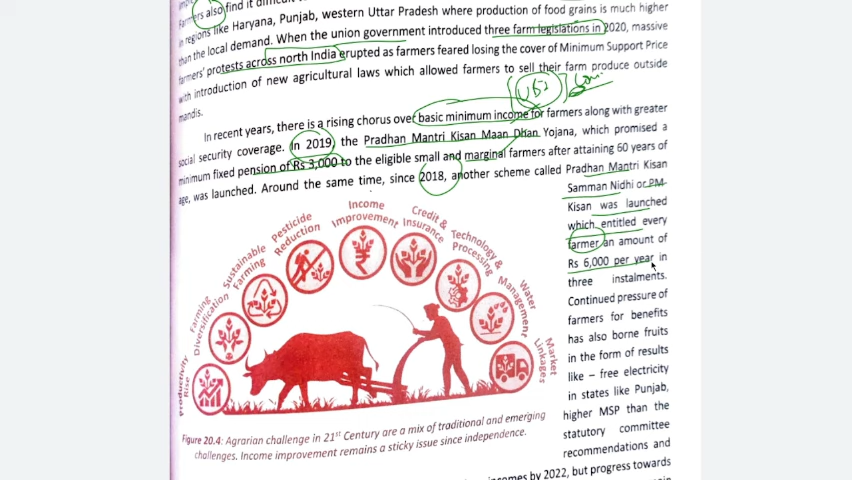 Farmers also find it difficult
in regions like Haryana, Punjab, western Uttar Pradesh where production of food grains is much higher
than the local demand. When the union government introduced three farm legislations in 2020, massive
farmers' protests across north India erupted as farmers feared losing the cover of Minimum Support Price
with introduction of new agricultural laws which allowed farmers to sell their farm produce outside
mandis.
UBI
In recent years, there is a rising chorus over basic minimum income for farmers along with greater
social security coverage. In 2019, the Pradhan Mantri Kisan Maan Dhan Yojana, which promised a
minimum fixed pension of Rs 3,000 to the eligible small and marginal farmers after attaining 60 years of
age, was launched. Around the same time, since 2018, another scheme called Pradhan Mantri Kisan
Samman Nidhi or PM
Kisan was launched
which entitled every
farmer an amount of
Rs 6,000 per year in
three instalments.
Continued pressure of
farmers for benefits
has also borne fruits
in the form of results
like – free electricity
in states like Punjab,
higher MSP than the
statutory committee
recommendations and
Productivity Rise
Farming Diversification
Sustainable Farming
Pesticide Reduction
Income Improvement
Credit & Insurance
Technology & Processing
Water Management
Market Linkages
Figure 20.4: Agrarian challenge in 21st Century are a mix of traditional and emerging
challenges. Income improvement remains a sticky issue since independence.
incomes by 2022, but progress towards